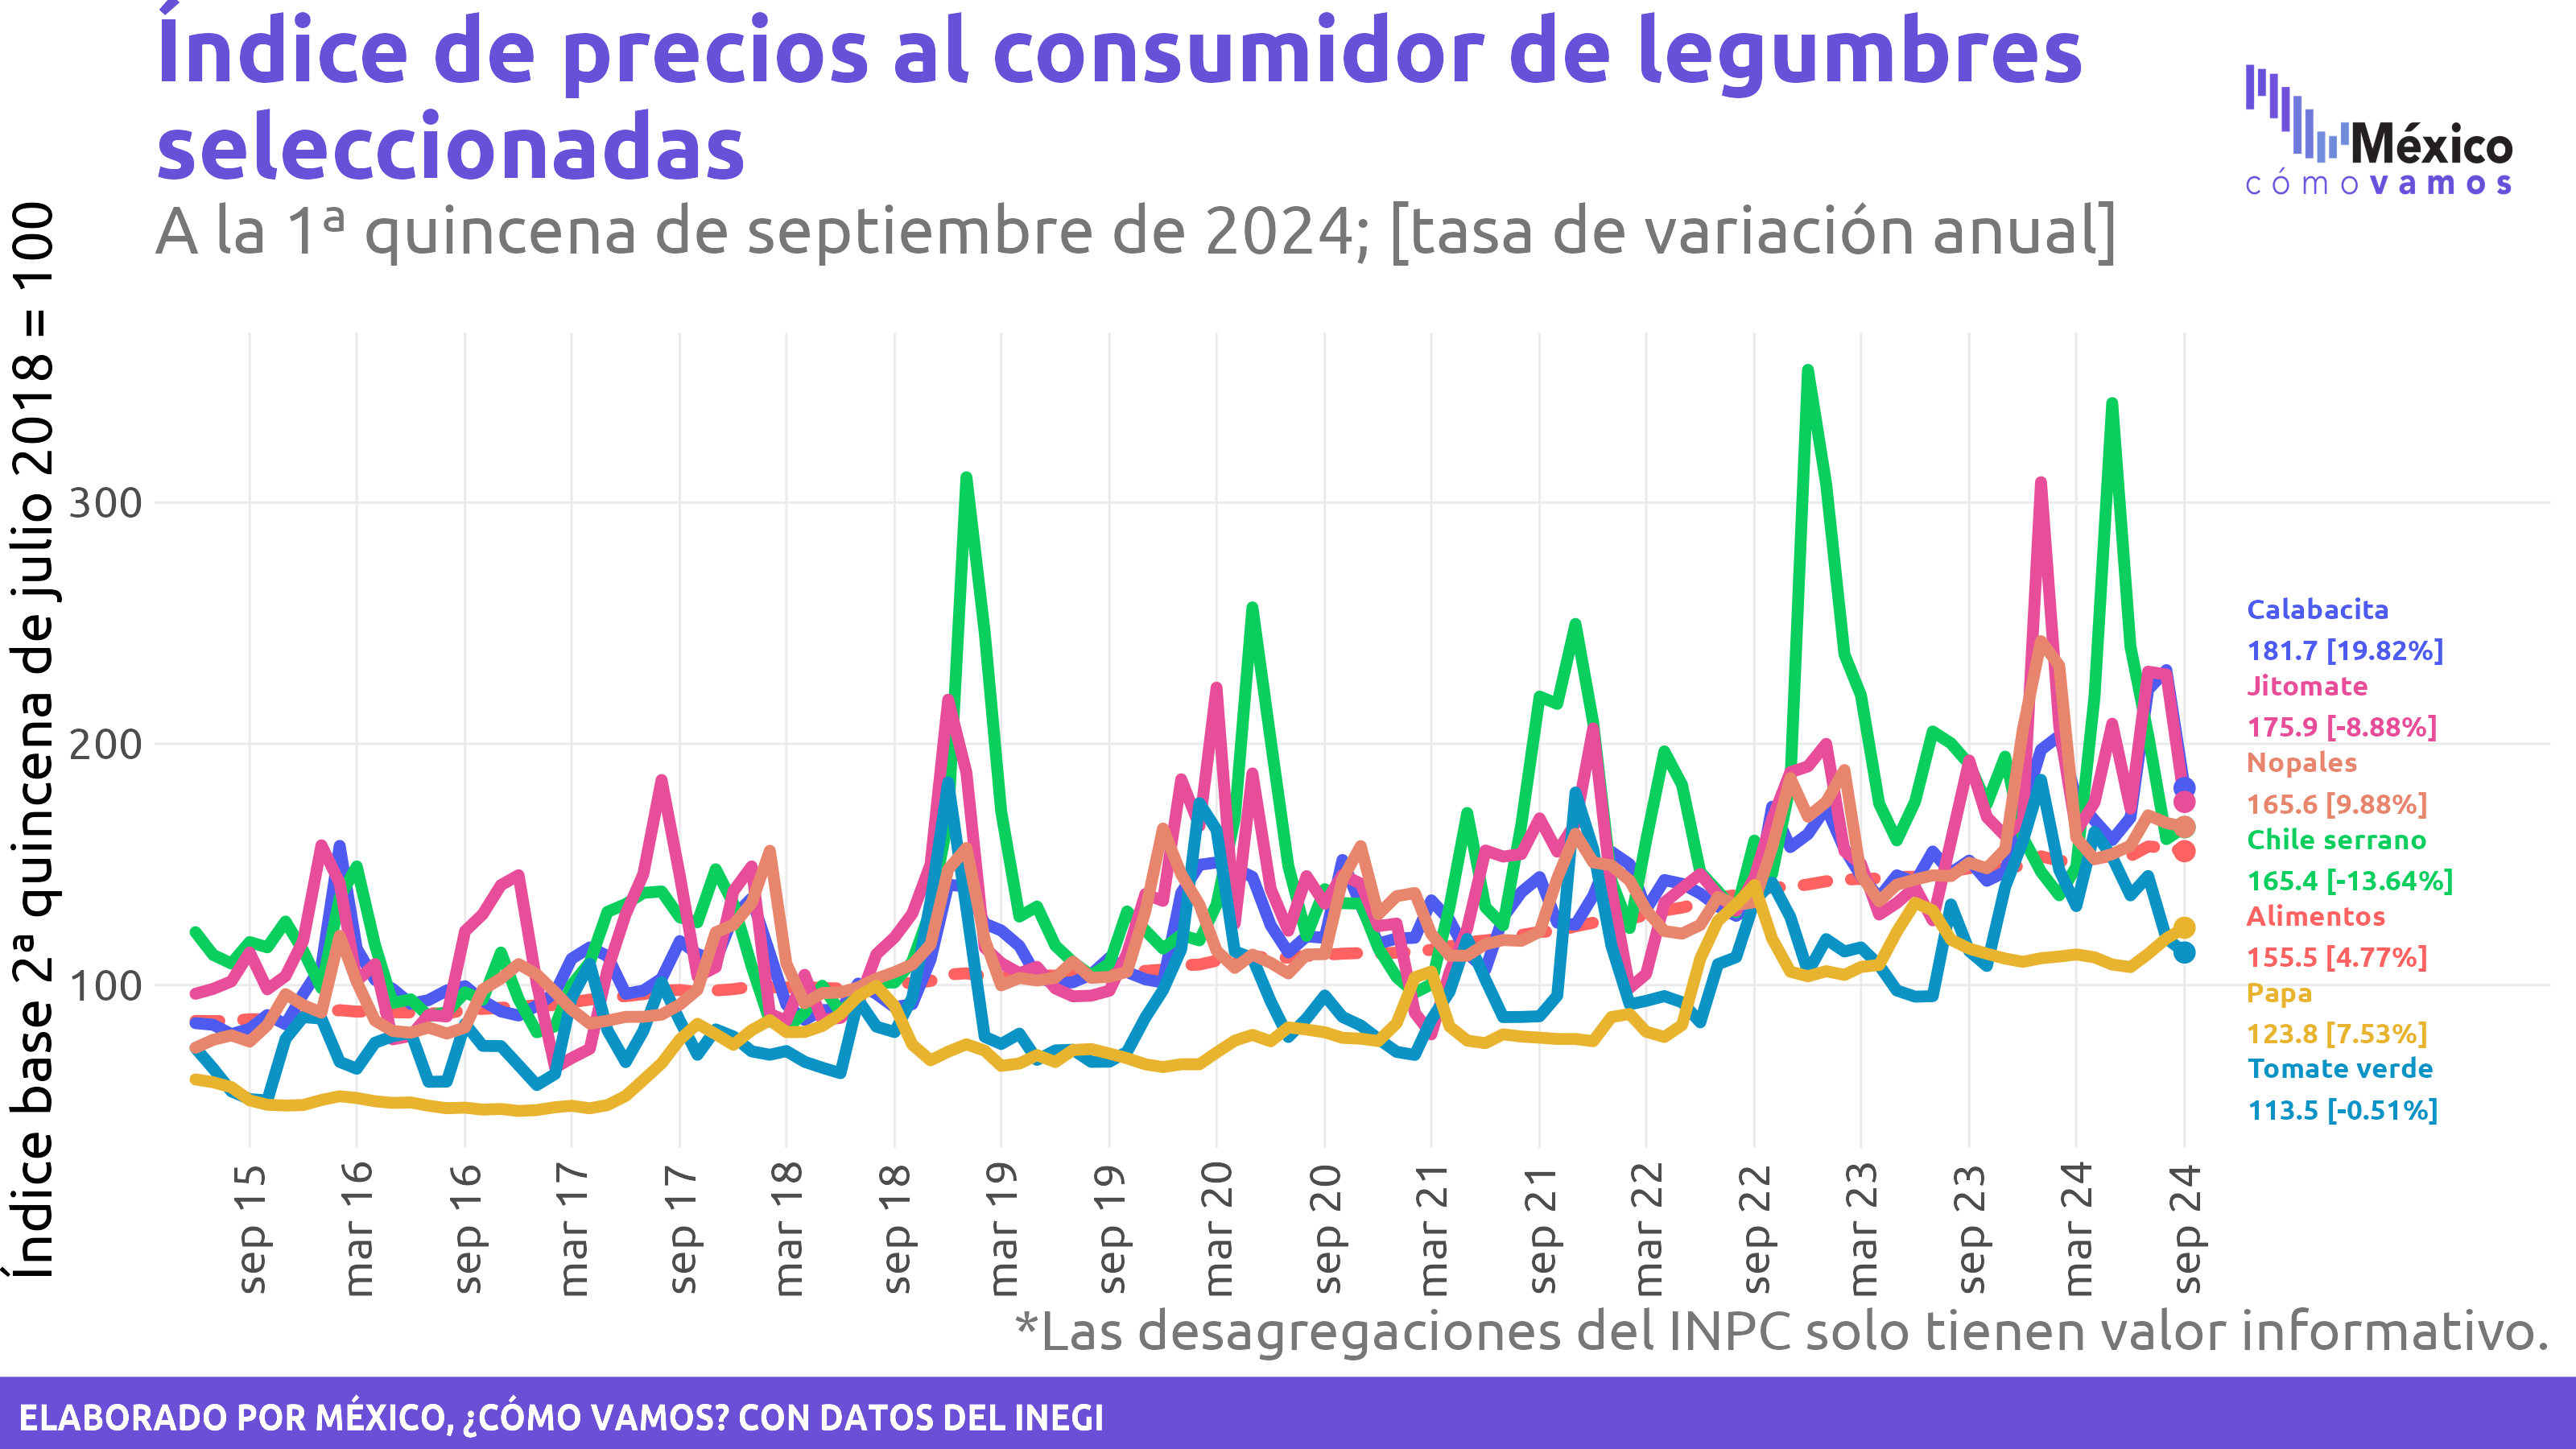 Índice de precios al consumidor de legumbres
seleccionadas
A la 1ª quincena de septiembre de 2024; [tasa de variación anual]
México
cómovamos
Índice base 2ª quincena de julio 2018 = 100
300
200
100
Calabacita
181.7 [19.82%]
Jitomate
175.9 [-8.88%]
Nopales
165.6 [9.88%]
Chile serrano
165.4 [-13.64%]
Alimentos
155.5 [4.77%]
Papa
123.8 [7.53%]
Tomate verde
113.5 [-0.51%]
sep 15
mar 16
sep 16
mar 17
sep 17
mar 18
sep 18
mar 19
sep 19
mar 20
sep 20
mar 21
sep 21
mar 22
sep 22
mar 23
sep 23
mar 24
sep 24
*Las desagregaciones del INPC solo tienen valor informativo.
ELABORADO POR MÉXICO, ¿CÓMO VAMOS? CON DATOS DEL INEGI